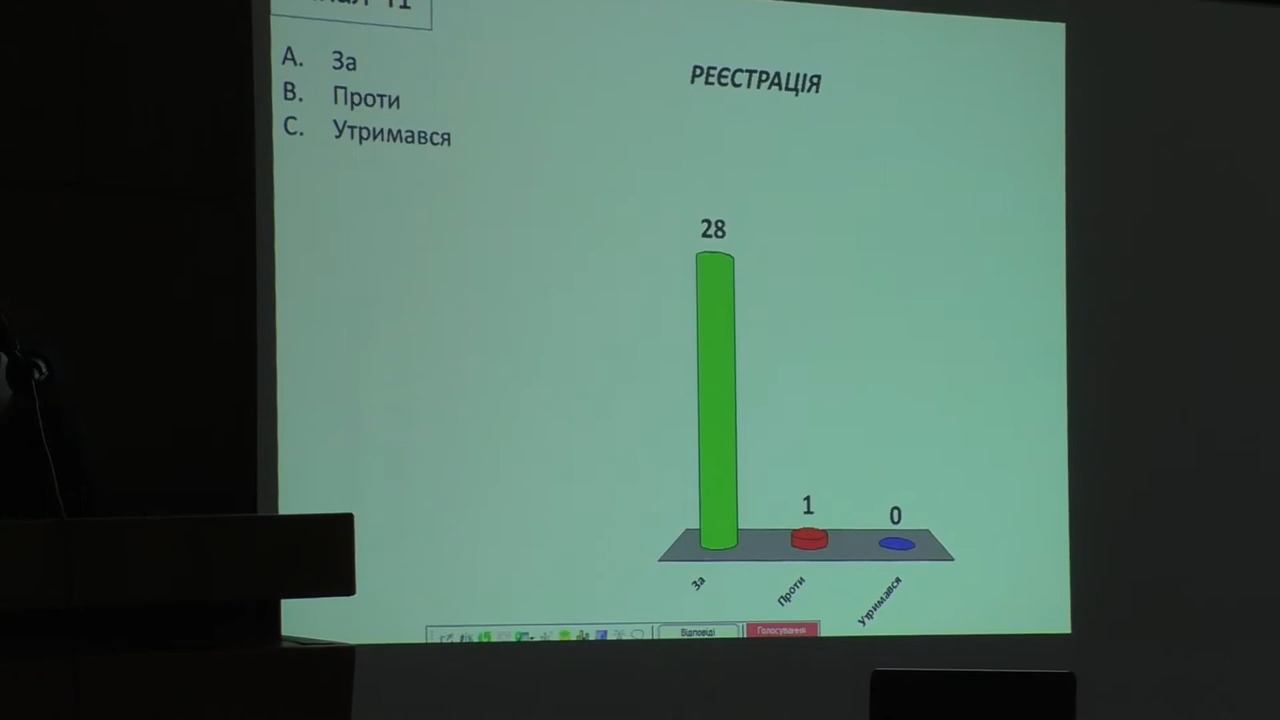 A. За
B. Проти
C. Утримався
РЕЄСТРАЦІЯ
28
1
0
За
Проти
Утримався
Відповіді
Голосування